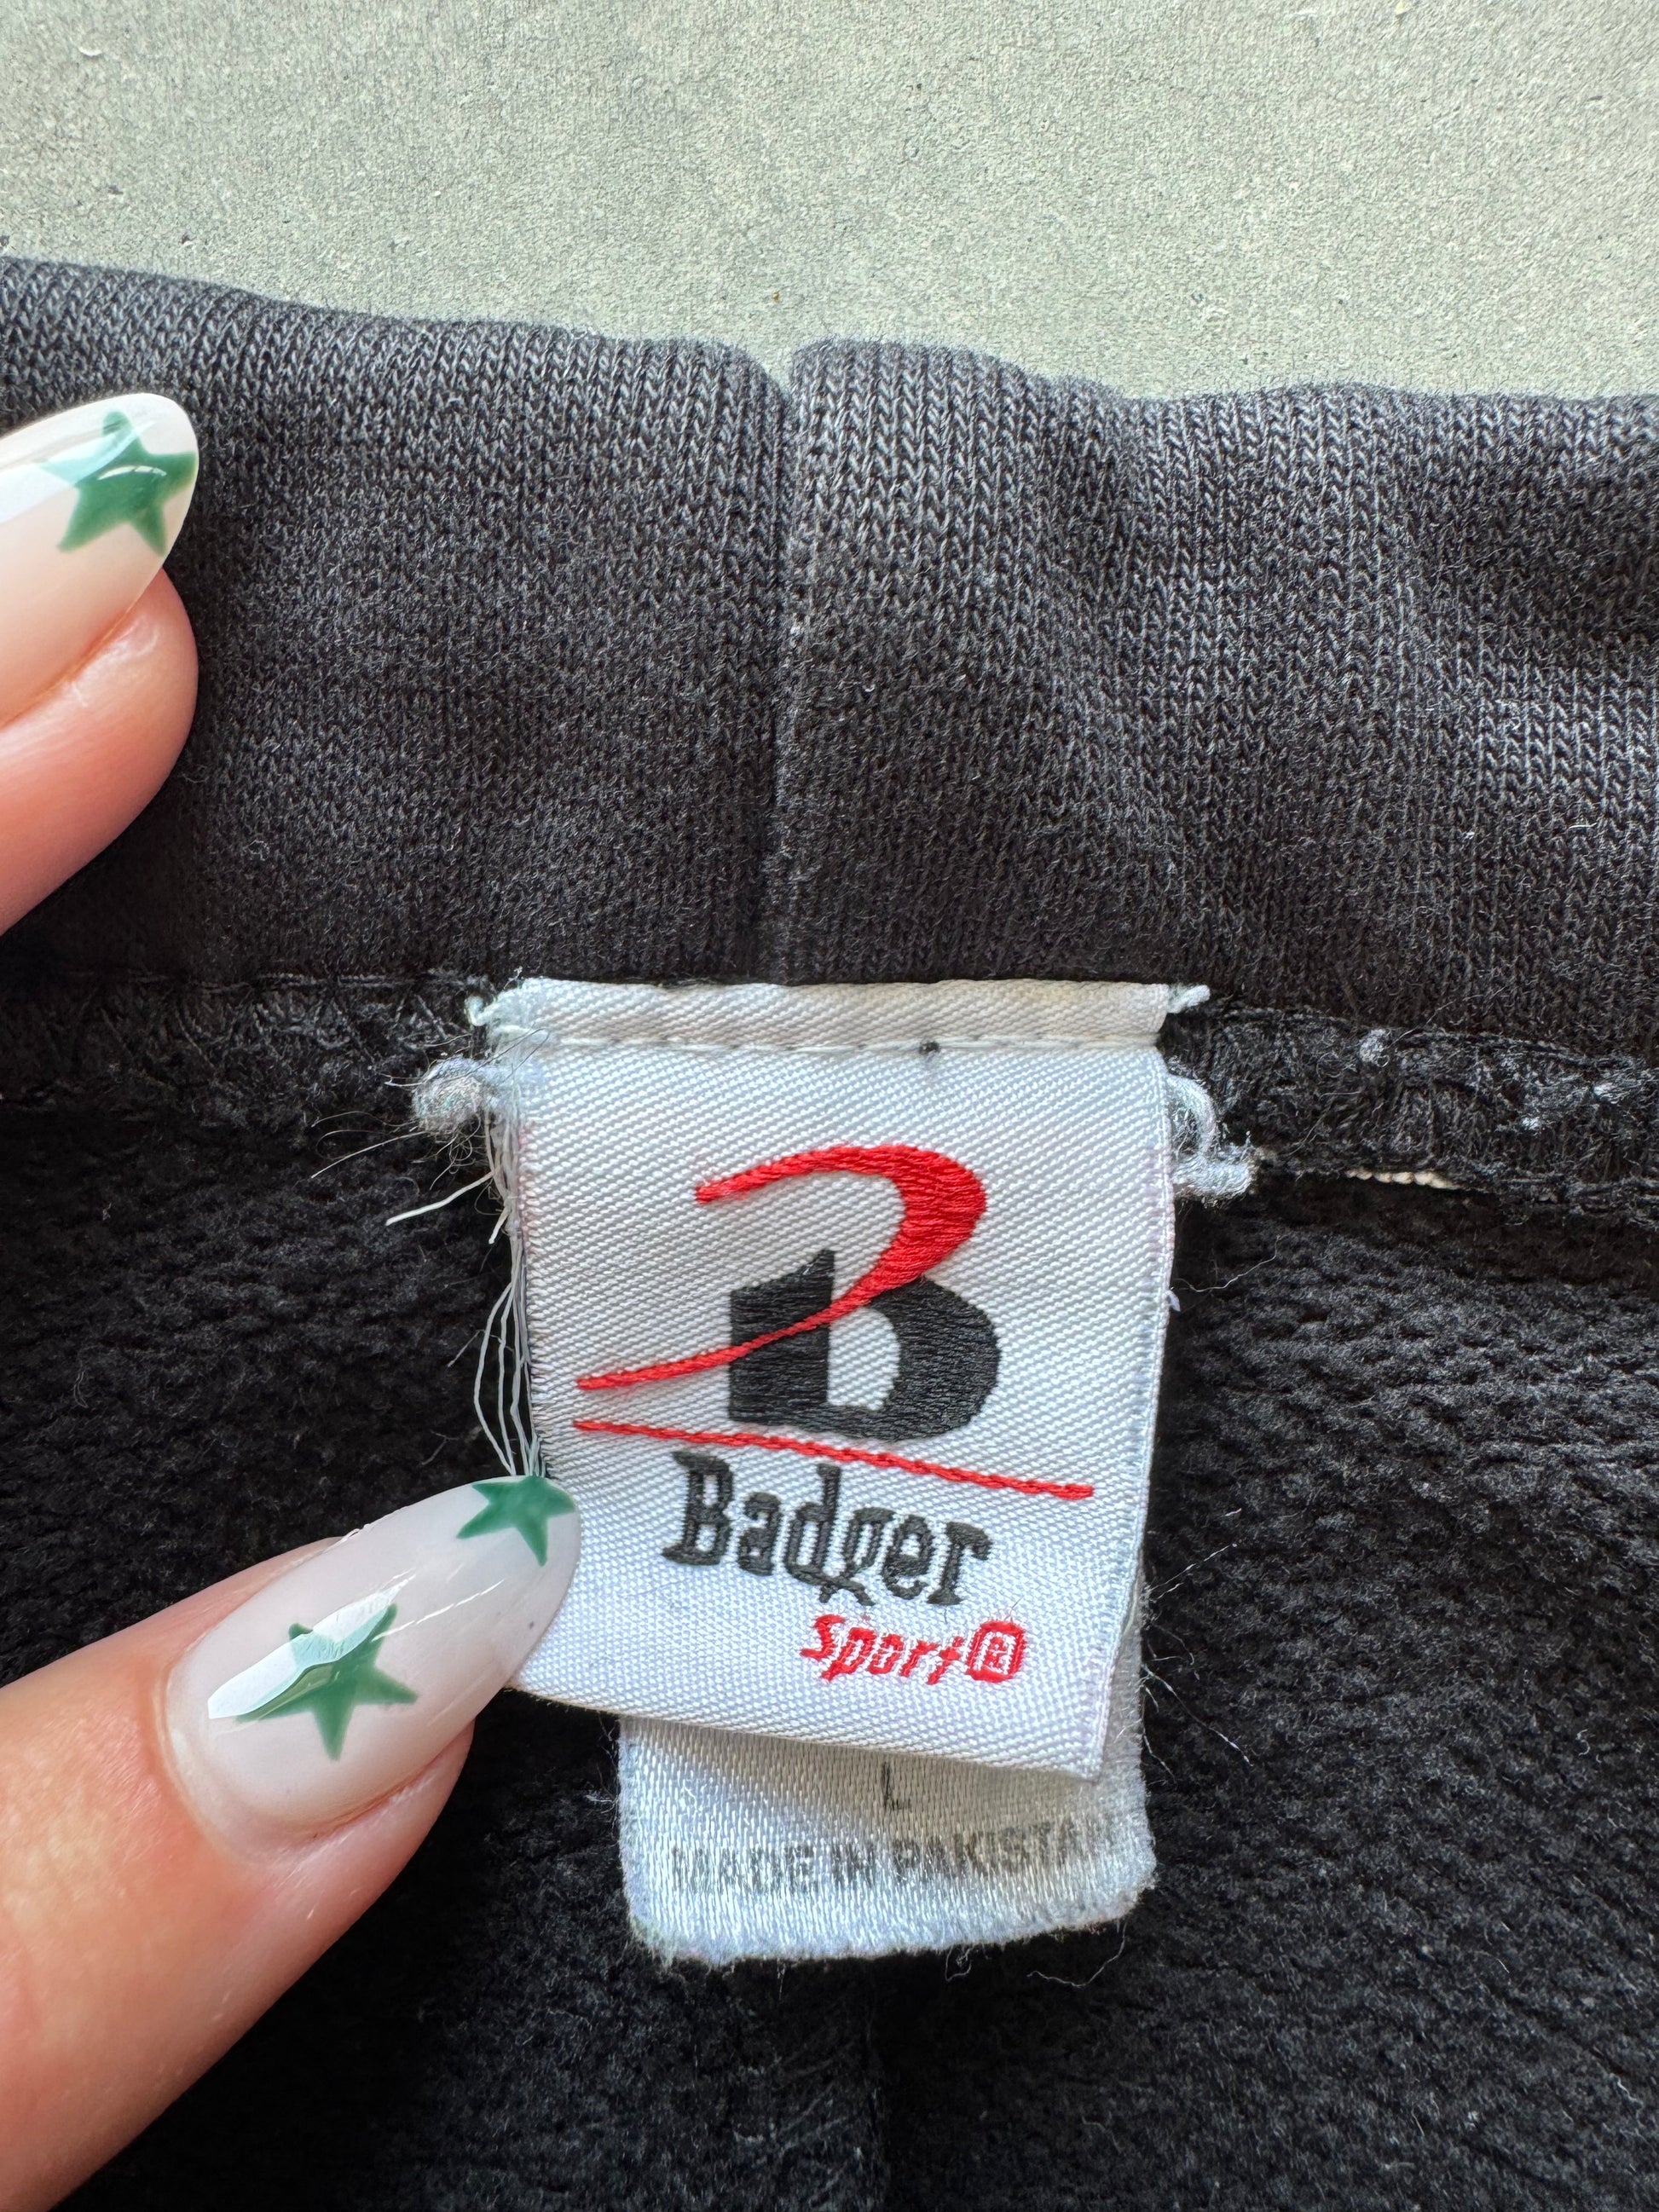 B
Badger
Sport®
L
MADE IN PAKISTAN